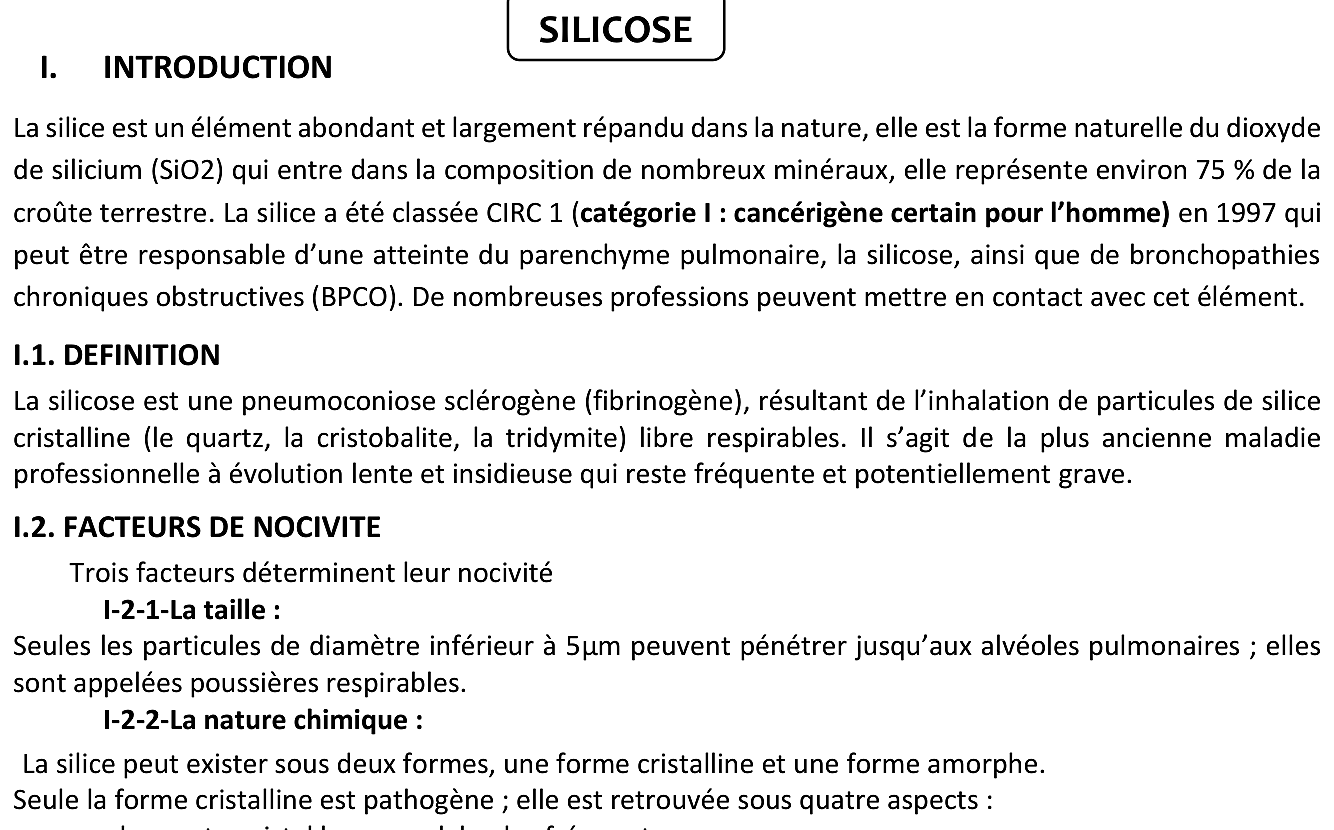 SILICOSE
I. INTRODUCTION
La silice est un élément abondant et largement répandu dans la nature, elle est la forme naturelle du dioxyde
de silicium (SiO2) qui entre dans la composition de nombreux minéraux, elle représente environ 75 % de la
croûte terrestre. La silice a été classée CIRC 1 (catégorie I : cancérigène certain pour l’homme) en 1997 qui
peut être responsable d’une atteinte du parenchyme pulmonaire, la silicose, ainsi que de bronchopathies
chroniques obstructives (BPCO). De nombreuses professions peuvent mettre en contact avec cet élément.
I.1. DEFINITION
La silicose est une pneumoconiose sclérogène (fibrinogène), résultant de l’inhalation de particules de silice
cristalline (le quartz, la cristobalite, la tridymite) libre respirables. Il s’agit de la plus ancienne maladie
professionnelle à évolution lente et insidieuse qui reste fréquente et potentiellement grave.
I.2. FACTEURS DE NOCIVITE
Trois facteurs déterminent leur nocivité
I-2-1-La taille :
Seules les particules de diamètre inférieur à 5µm peuvent pénétrer jusqu’aux alvéoles pulmonaires ; elles
sont appelées poussières respirables.
I-2-2-La nature chimique :
La silice peut exister sous deux formes, une forme cristalline et une forme amorphe.
Seule la forme cristalline est pathogène ; elle est retrouvée sous quatre aspects :